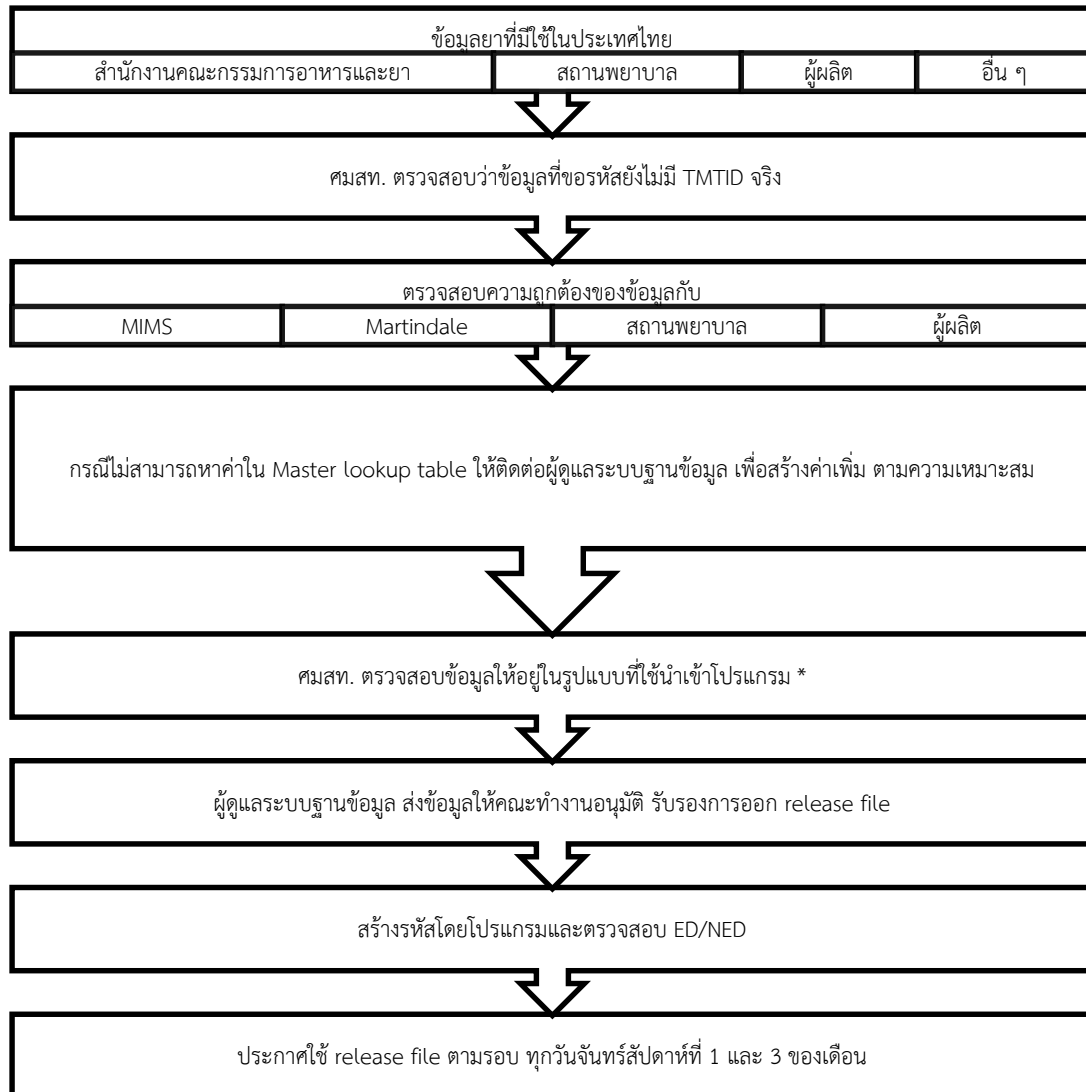 ข้อมูลยาที่มีใช้ในประเทศไทย
สำนักงานคณะกรรมการอาหารและยา สถานพยาบาล ผู้ผลิต อื่น ๆ
ศมสท. ตรวจสอบว่าข้อมูลที่ขอรหัสยังไม่มี TMTID จริง
ตรวจสอบความถูกต้องของข้อมูลกับ
MIMS Martindale สถานพยาบาล ผู้ผลิต
กรณีไม่สามารถหาค่าใน Master lookup table ให้ติดต่อผู้ดูแลระบบฐานข้อมูล เพื่อสร้างค่าเพิ่ม ตามความเหมาะสม
ศมสท. ตรวจสอบข้อมูลให้อยู่ในรูปแบบที่ใช้นำเข้าโปรแกรม *
ผู้ดูแลระบบฐานข้อมูล ส่งข้อมูลให้คณะทำงานอนุมัติ รับรองการออก release file
สร้างรหัสโดยโปรแกรมและตรวจสอบ ED/NED
ประกาศใช้ release file ตามรอบ ทุกวันจันทร์สัปดาห์ที่ 1 และ 3 ของเดือน